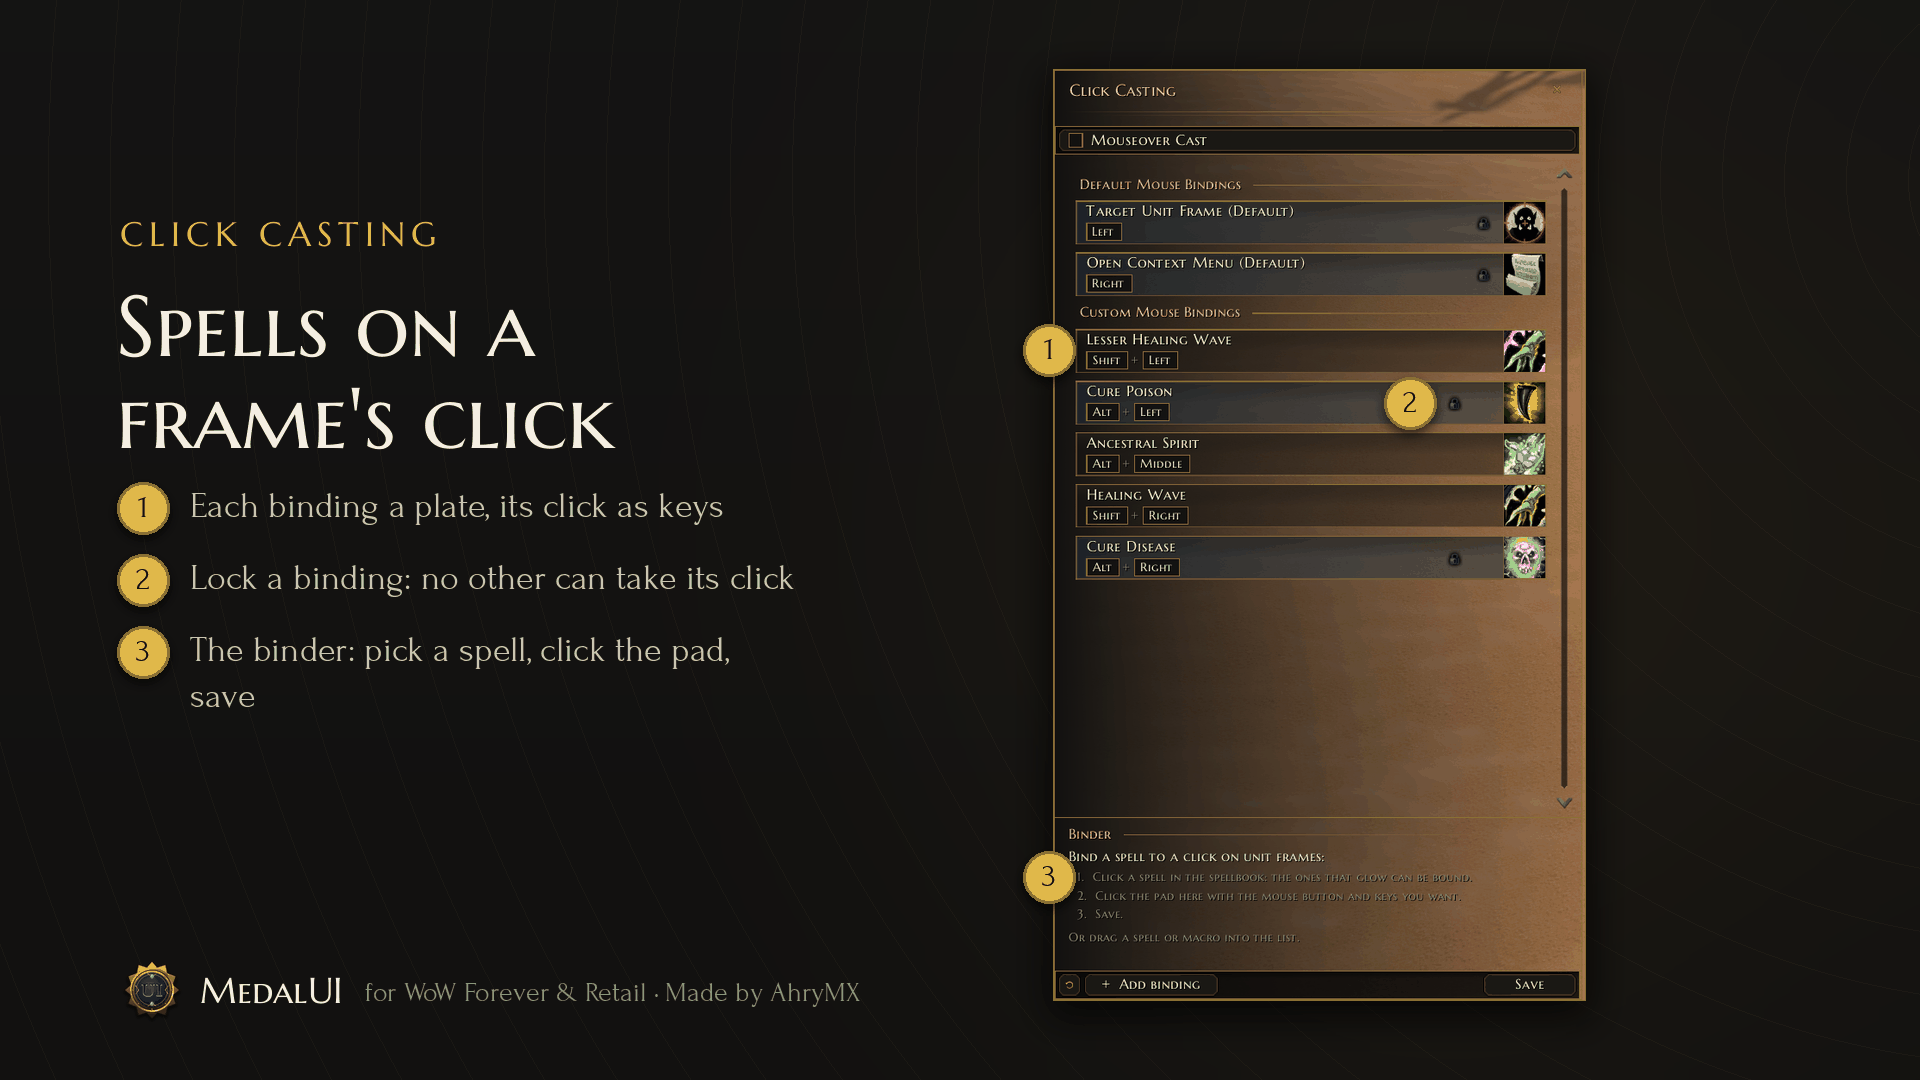 CLICK CASTING
SPELLS ON A
FRAME'S CLICK
1 Each binding a plate, its click as keys
2 Lock a binding: no other can take its click
3 The binder: pick a spell, click the pad,
save
UI MedalUI for WoW Forever & Retail · Made by AhryMX
Click Casting
Mouseover Cast
Default Mouse Bindings
Target Unit Frame (Default)
Left
Open Context Menu (Default)
Right
Custom Mouse Bindings
1
Lesser Healing Wave
Shift + Left
Cure Poison
Alt + Left
2
Ancestral Spirit
Alt + Middle
Healing Wave
Shift + Right
Cure Disease
Alt + Right
Binder
Bind a spell to a click on unit frames:
3
1. Click a spell in the spellbook: the ones that glow can be bound.
2. Click the pad here with the mouse button and keys you want.
3. Save.
Or drag a spell or macro into the list.
+ Add binding
Save